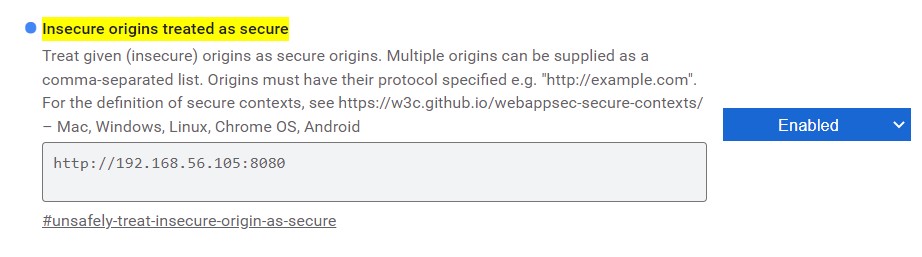 Insecure origins treated as secure
Treat given (insecure) origins as secure origins. Multiple origins can be supplied as a
comma-separated list. Origins must have their protocol specified e.g. "http://example.com".
For the definition of secure contexts, see https://w3c.github.io/webappsec-secure-contexts/
– Mac, Windows, Linux, Chrome OS, Android
Enabled
http://192.168.56.105:8080
#unsafely-treat-insecure-origin-as-secure